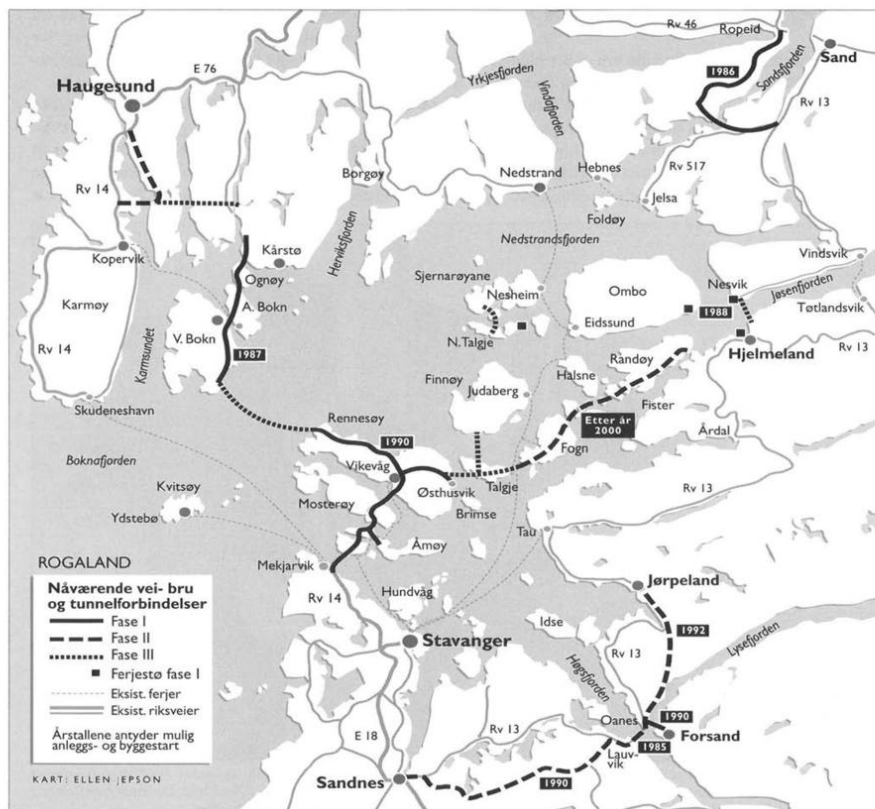 Rv 46
Ropeid
Sand
Sandsfjorden
1986
Yrkjesfjorden
Vindafjorden
E 76
Haugesund
Rv 13
Rv 517
Borgøy
Nedstrand
Hebnes
Rv 14
Foldøy
Jelsa
Herviksfjorden
Nedstrandsfjorden
Kopervik
Kårstø
Vindsvik
Ognøy
Sjernarøyane
Nesvik
Jøsenfjorden
Karmøy
A. Bokn
Nesheim
Ombo
1988
Tøtlandsvik
V. Bokn
N. Talgje
Eidssund
Rv 14
1987
Karmsundet
Hjelmeland
Rv 13
Finnøy
Judaberg
Halsne
Randøy
Skudeneshavn
Rennesøy
Etter år
2000
Fister
Årdal
1990
Fogn
Boknafjorden
Vikevåg
Østhusvik
Talgje
Rv 13
Kvitsøy
Mosterøy
Brimse
Ydstebø
Tau
Åmøy
Mekjarvik
Jørpeland
ROGALAND
Nåværende vei- bru
og tunnelforbindelser
Fase I
Fase II
Fase III
Ferjestø fase I
Eksist. ferjer
Eksist. riksveier
Årstallene antyder mulig
anleggs- og byggestart
KART: ELLEN JEPSON
Rv 14
Hundvåg
Stavanger
Idse
1992
Lysefjorden
Rv 13
Høgsfjorden
1990
Oanes
Forsand
E 18
Rv 13
1985
Lauv-
vik
Sandnes
1990